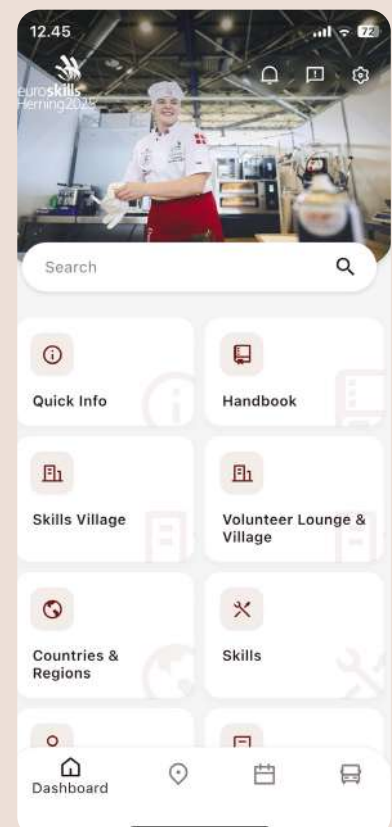 12.45
72
euroskills
Herning2025
Search
Quick Info
Handbook
Skills Village
Volunteer Lounge &
Village
Countries &
Regions
Skills
Dashboard